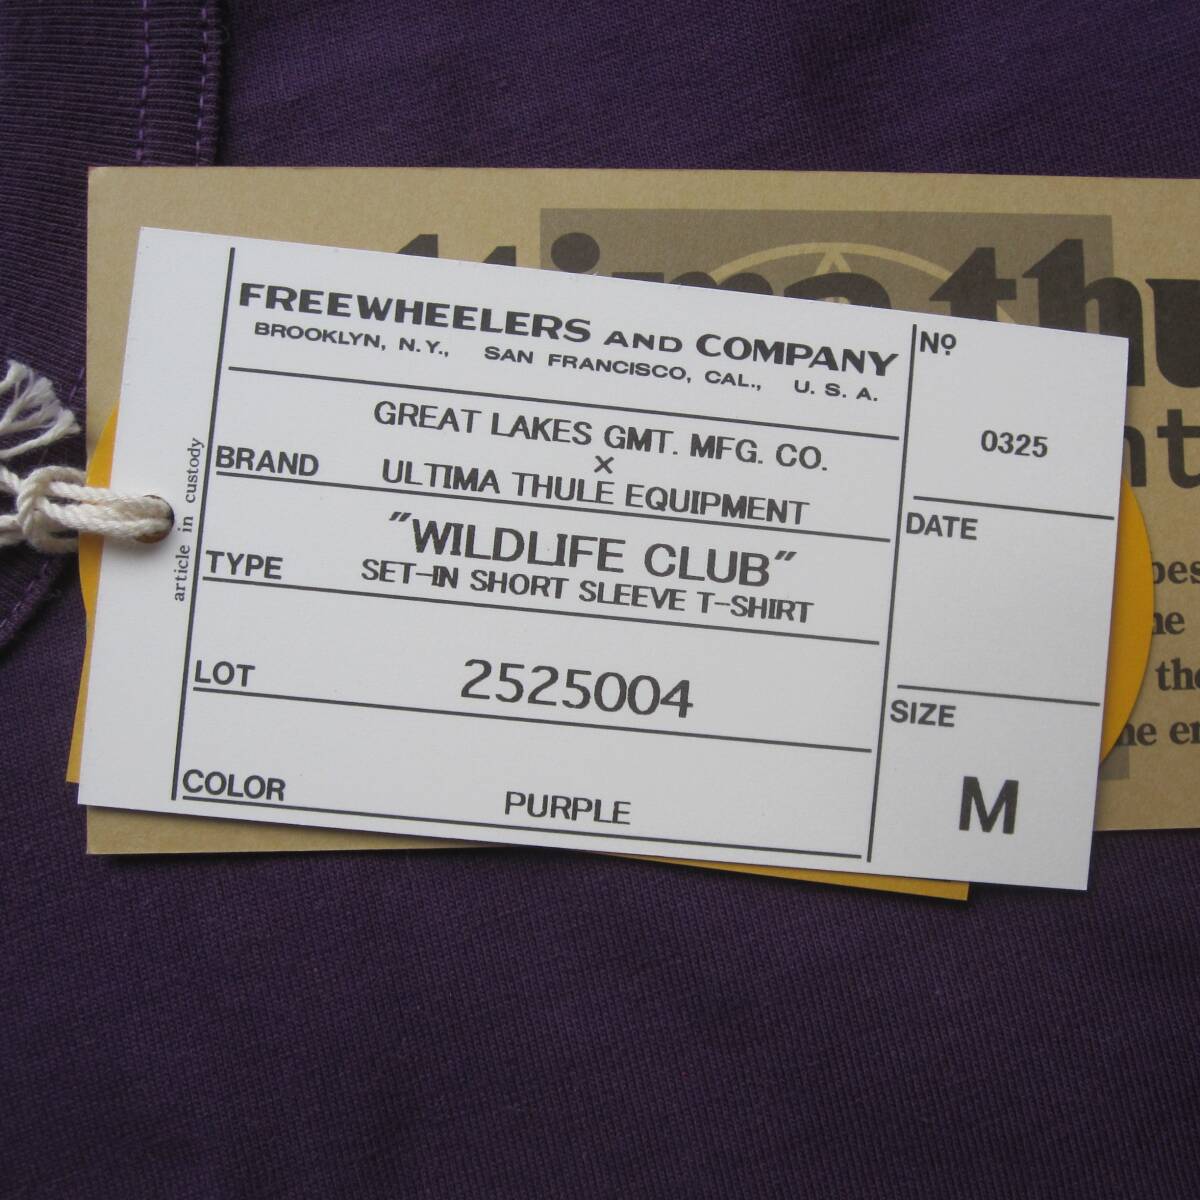 FREEWHEELERS AND COMPANY
BROOKLYN, N.Y., SAN FRANCISCO, CAL., U. S. A.
BRAND
GREAT LAKES GMT. MFG. CO.
×
ULTIMA THULE EQUIPMENT
TYPE
"WILDLIFE CLUB"
SET-IN SHORT SLEEVE T-SHIRT
LOT
2525004
COLOR
PURPLE
Nº
0325
DATE
SIZE
M
article in custody
the